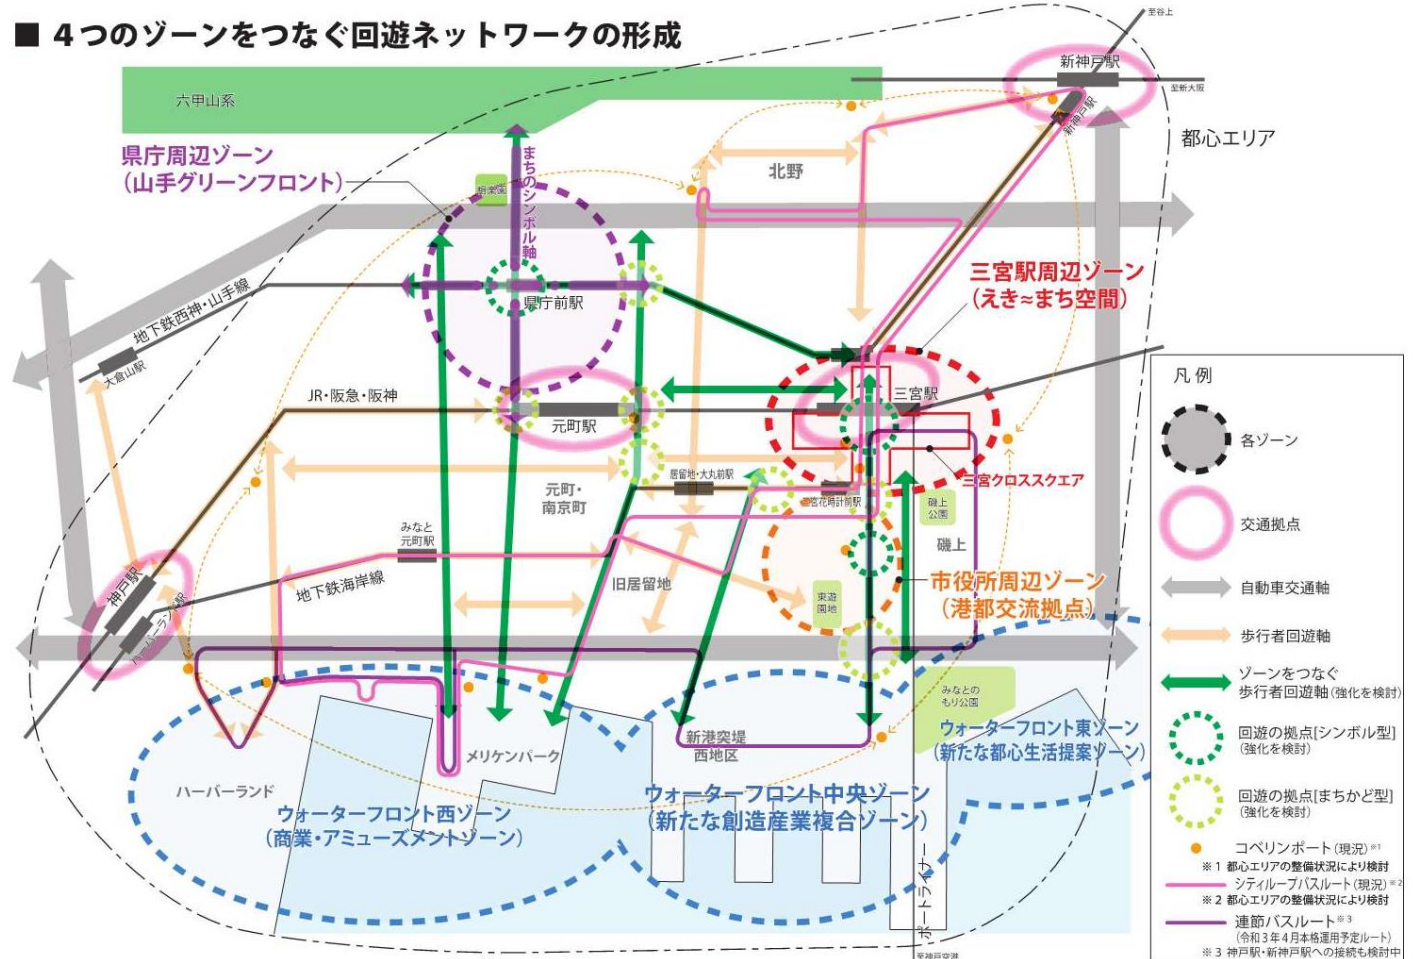 ■ 4つのゾーンをつなぐ回遊ネットワークの形成
至谷上
新神戸駅
至新大阪
新神戸駅
都心エリア
六甲山系
県庁周辺ゾーン
(山手グリーンフロント)
まちのシンボル軸
相楽園
北野
県庁前駅
地下鉄西神・山手線
大倉山駅
三宮駅周辺ゾーン
(えき≈まち空間)
JR・阪急・阪神
元町駅
三宮駅
三宮クロススクエア
居留地・大丸前駅
三宮花時計前駅
元町・
南京町
磯上
公園
磯上
みなと
元町駅
地下鉄海岸線
旧居留地
神戸駅
ハーバーランド駅
東遊
園地
市役所周辺ゾーン
(港都交流拠点)
みなとの
もり公園
メリケンパーク
新港突堤
西地区
ウォーターフロント東ゾーン
(新たな都心生活提案ゾーン)
ハーバーランド
ウォーターフロント西ゾーン
(商業・アミューズメントゾーン)
ウォーターフロント中央ゾーン
(新たな創造産業複合ゾーン)
ポートライナー
至神戸空港
凡例
各ゾーン
交通拠点
自動車交通軸
歩行者回遊軸
ゾーンをつなぐ
歩行者回遊軸(強化を検討)
回遊の拠点[シンボル型]
(強化を検討)
回遊の拠点[まちかど型]
(強化を検討)
コベリンポート(現況)※1
※1 都心エリアの整備状況により検討
シティループバスルート(現況)※2
※2 都心エリアの整備状況により検討
連節バスルート※3
(令和3年4月本格運用予定ルート)
※3 神戸駅・新神戸駅への接続も検討中